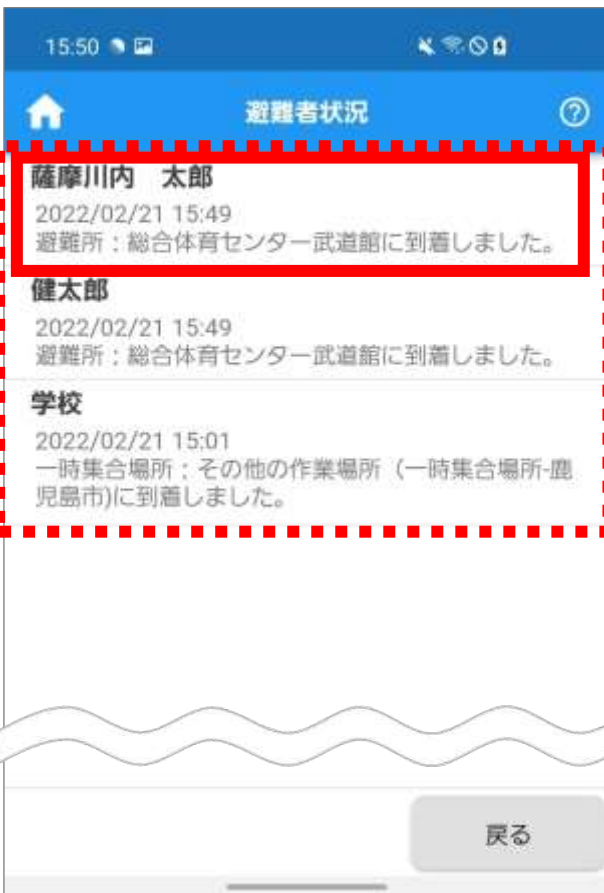 15:50
避難者状況
薩摩川内　太郎
2022/02/21 15:49
避難所：総合体育センター武道館に到着しました。
健太郎
2022/02/21 15:49
避難所：総合体育センター武道館に到着しました。
学校
2022/02/21 15:01
一時集合場所：その他の作業場所（一時集合場所-鹿
児島市)に到着しました。
戻る